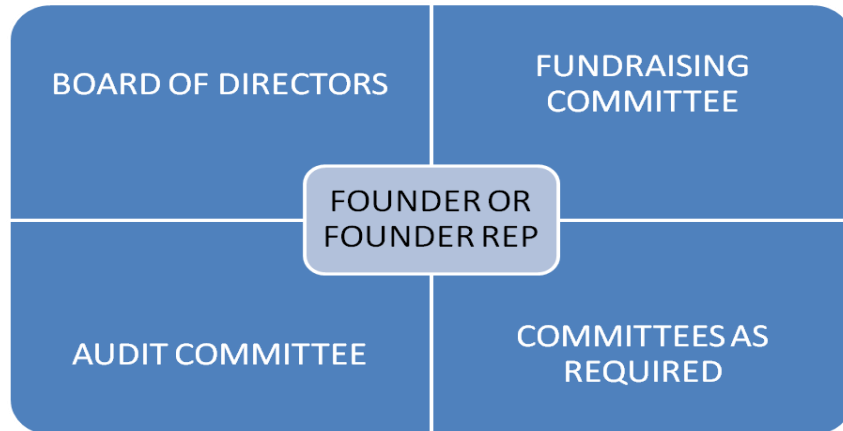 BOARD OF DIRECTORS
FUNDRAISING
COMMITTEE
FOUNDER OR
FOUNDER REP
AUDIT COMMITTEE
COMMITTEES AS
REQUIRED